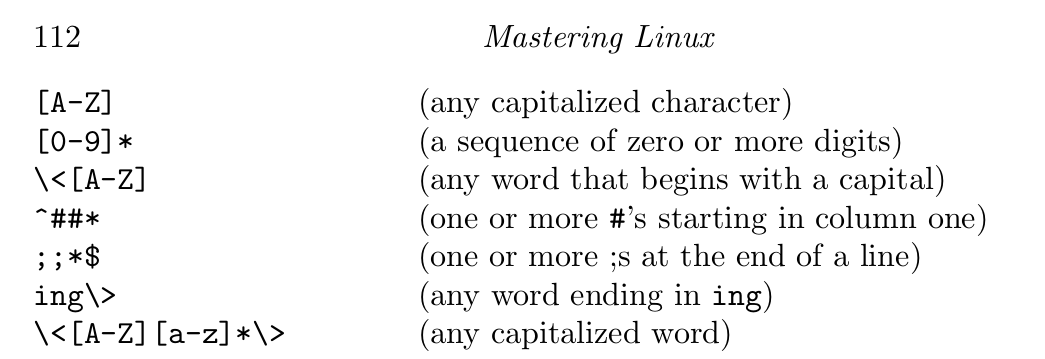 112 Mastering Linux
[A-Z] (any capitalized character)
[0-9]* (a sequence of zero or more digits)
\<[A-Z] (any word that begins with a capital)
^##* (one or more #'s starting in column one)
;;*$ (one or more ;s at the end of a line)
ing\> (any word ending in ing)
\<[A-Z][a-z]*\> (any capitalized word)